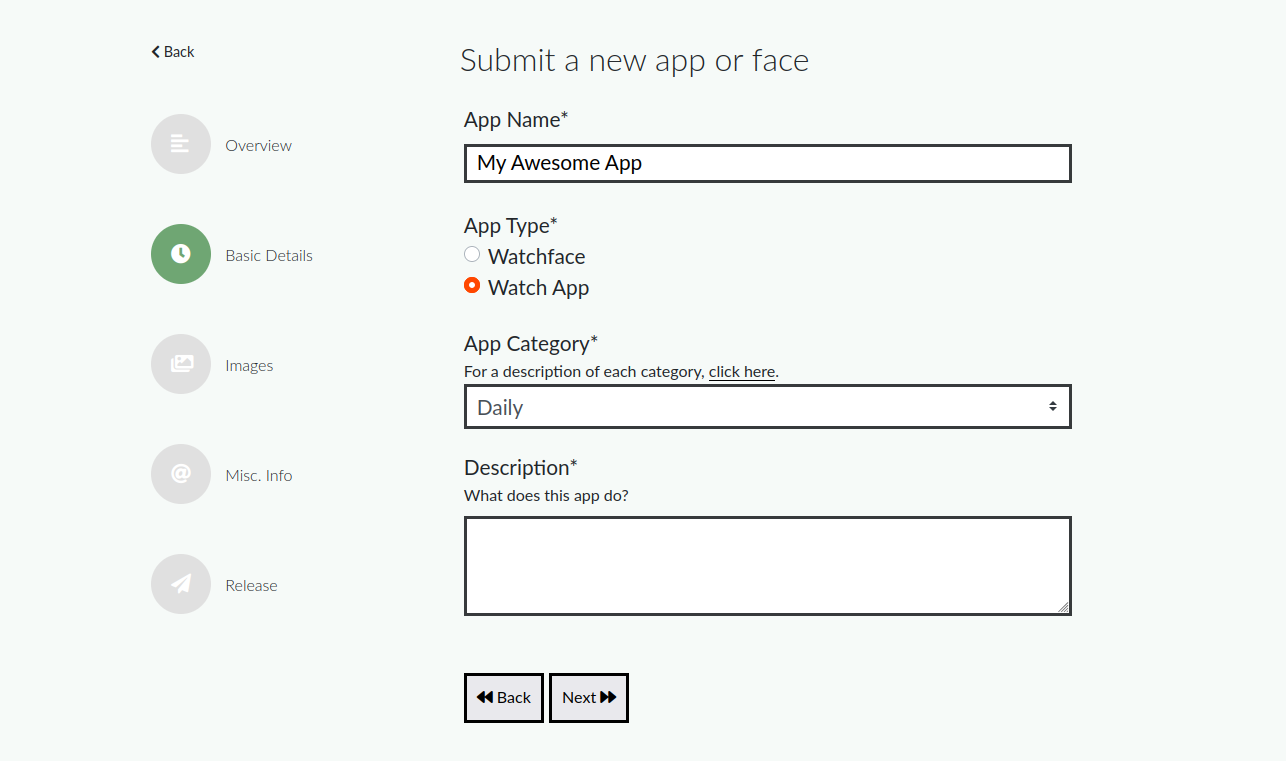 Back
Submit a new app or face
Overview
Basic Details
Images
Misc. Info
Release
App Name*
My Awesome App
App Type*
Watchface
Watch App
App Category*
For a description of each category, click here.
Daily
Description*
What does this app do?
Back
Next